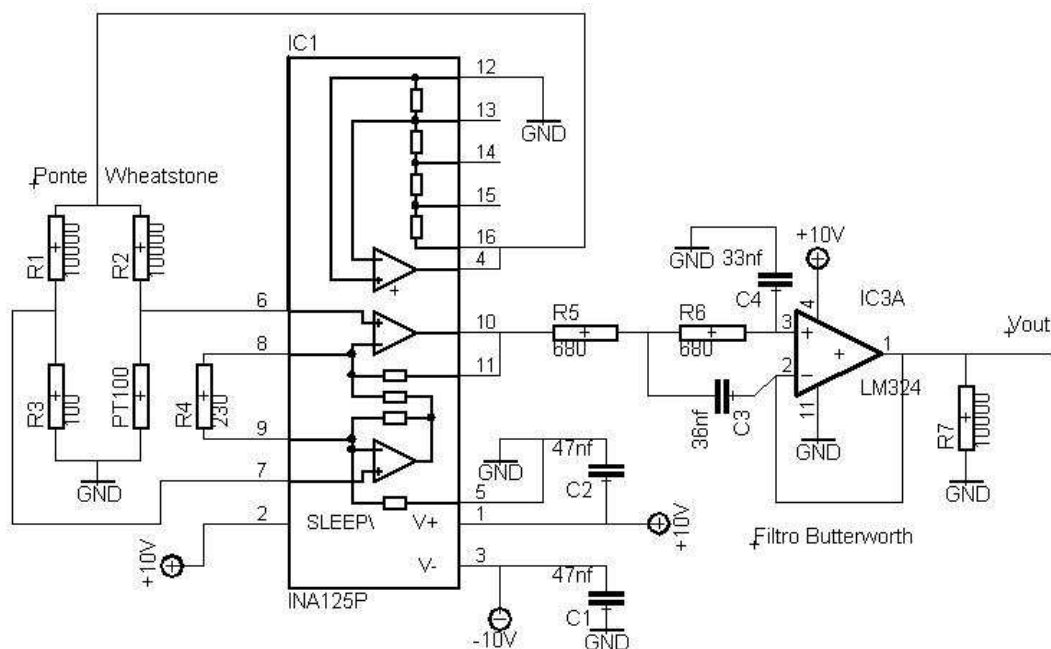 IC1
12
GND
13
14
15
16
4
Ponte Wheatstone
R1
10000
R2
10000
6
8
9
7
2
R3
100
PT100
R4
230
GND
+10V
10
11
5
1
3
SLEEP\
V+
V-
INA125P
R5
680
R6
680
GND
33nf
C4
+10V
4
IC3A
3
2
1
11
LM324
GND
Vout
R7
10000
GND
36nf
C3
GND
47nf
C2
+10V
47nf
C1
GND
-10V
Filtro Butterworth